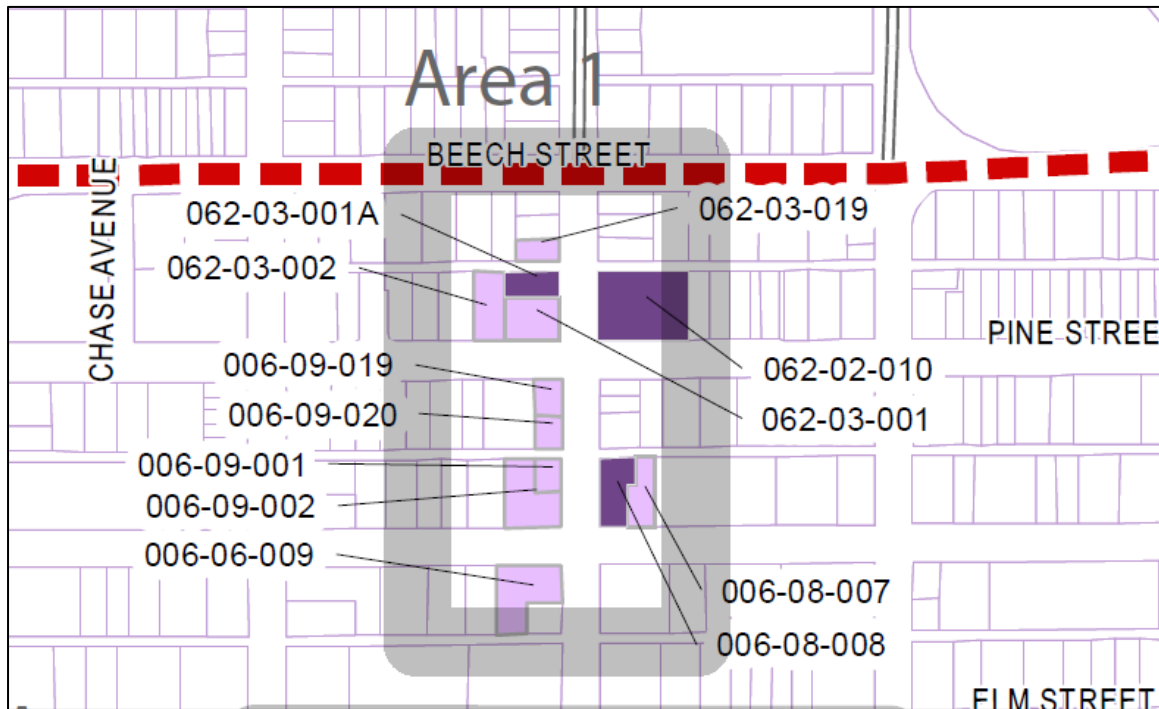 Area 1
BEECH STREET
CHASE AVENUE
062-03-001A
062-03-019
062-03-002
PINE STREE
006-09-019
062-02-010
006-09-020
062-03-001
006-09-001
006-09-002
006-06-009
006-08-007
006-08-008
ELM STREET